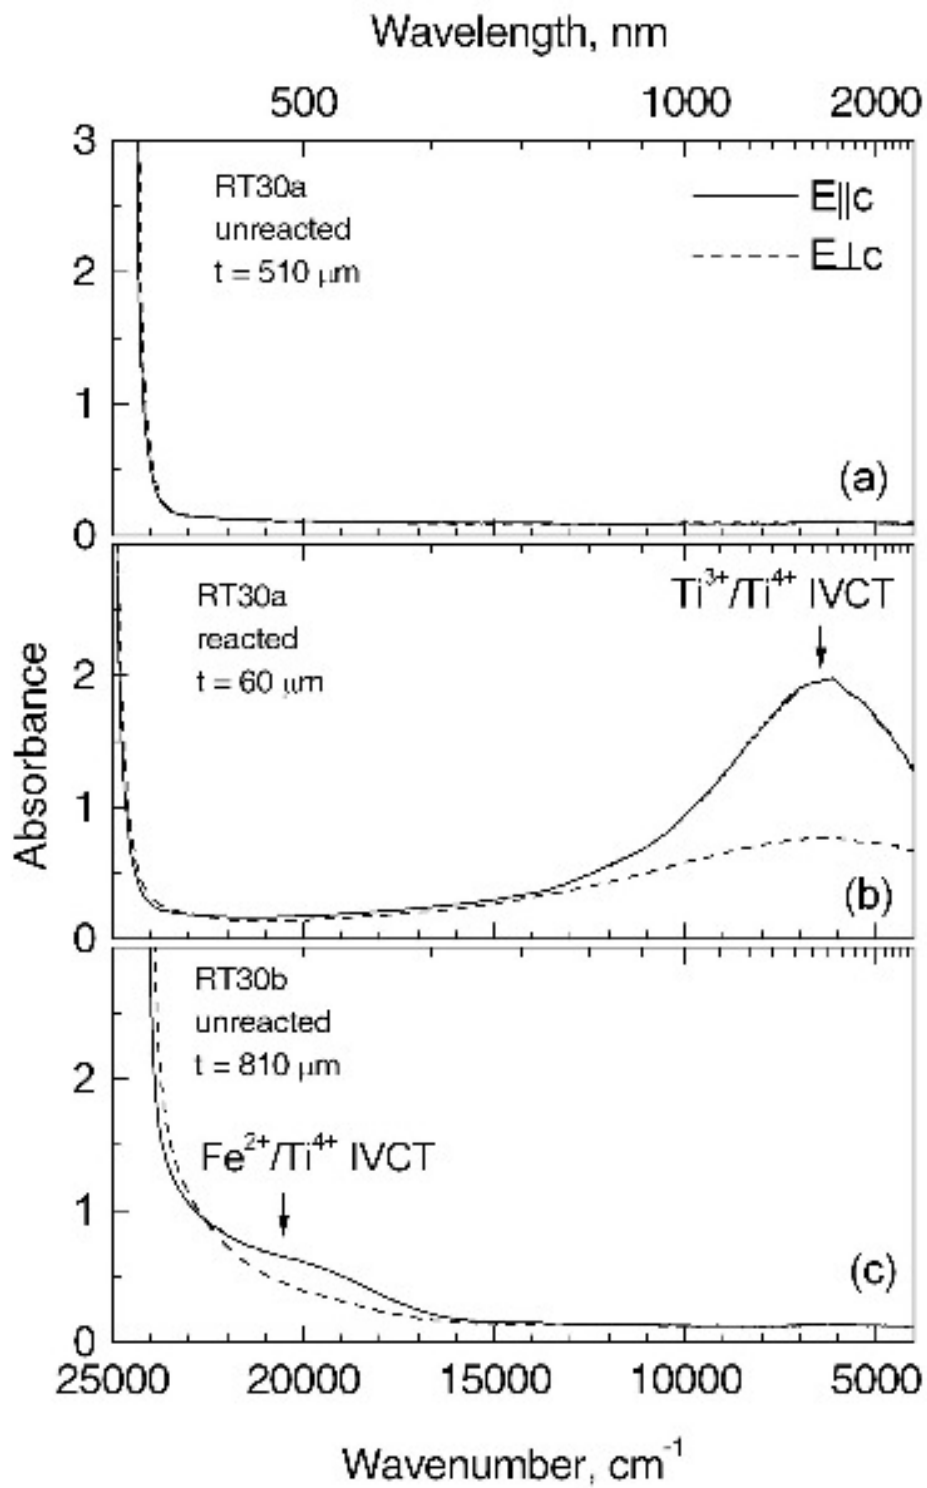 Wavelength, nm
500 1000 2000
3
RT30a
unreacted
t = 510 μm
E||c
E⊥c
2
1
0
(a)
RT30a
reacted
t = 60 μm
Ti³⁺/Ti⁴⁺ IVCT
2
1
0
(b)
Absorbance
RT30b
unreacted
t = 810 μm
Fe²⁺/Ti⁴⁺ IVCT
2
1
0
(c)
25000 20000 15000 10000 5000
Wavenumber, cm⁻¹